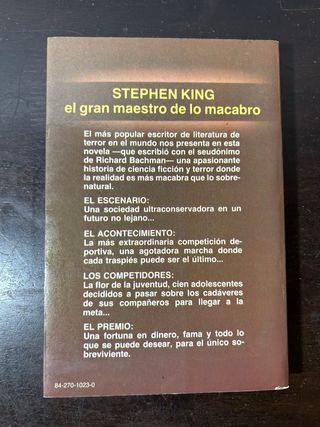 STEPHEN KING
el gran maestro de lo macabro
El más popular escritor de literatura de
terror en el mundo nos presenta en esta
novela —que escribió con el seudónimo
de Richard Bachman— una apasionante
historia de ciencia ficción y terror donde
la realidad es más macabra que lo sobre-
natural.
EL ESCENARIO:
Una sociedad ultraconservadora en un
futuro no lejano...
EL ACONTECIMIENTO:
La más extraordinaria competición de-
portiva, una agotadora marcha donde
cada traspiés puede ser el último...
LOS COMPETIDORES:
La flor de la juventud, cien adolescentes
decididos a pasar sobre los cadáveres
de sus compañeros para llegar a la
meta...
EL PREMIO:
Una fortuna en dinero, fama y todo lo
que se puede desear, para el único so-
breviviente.
84-270-1023-0